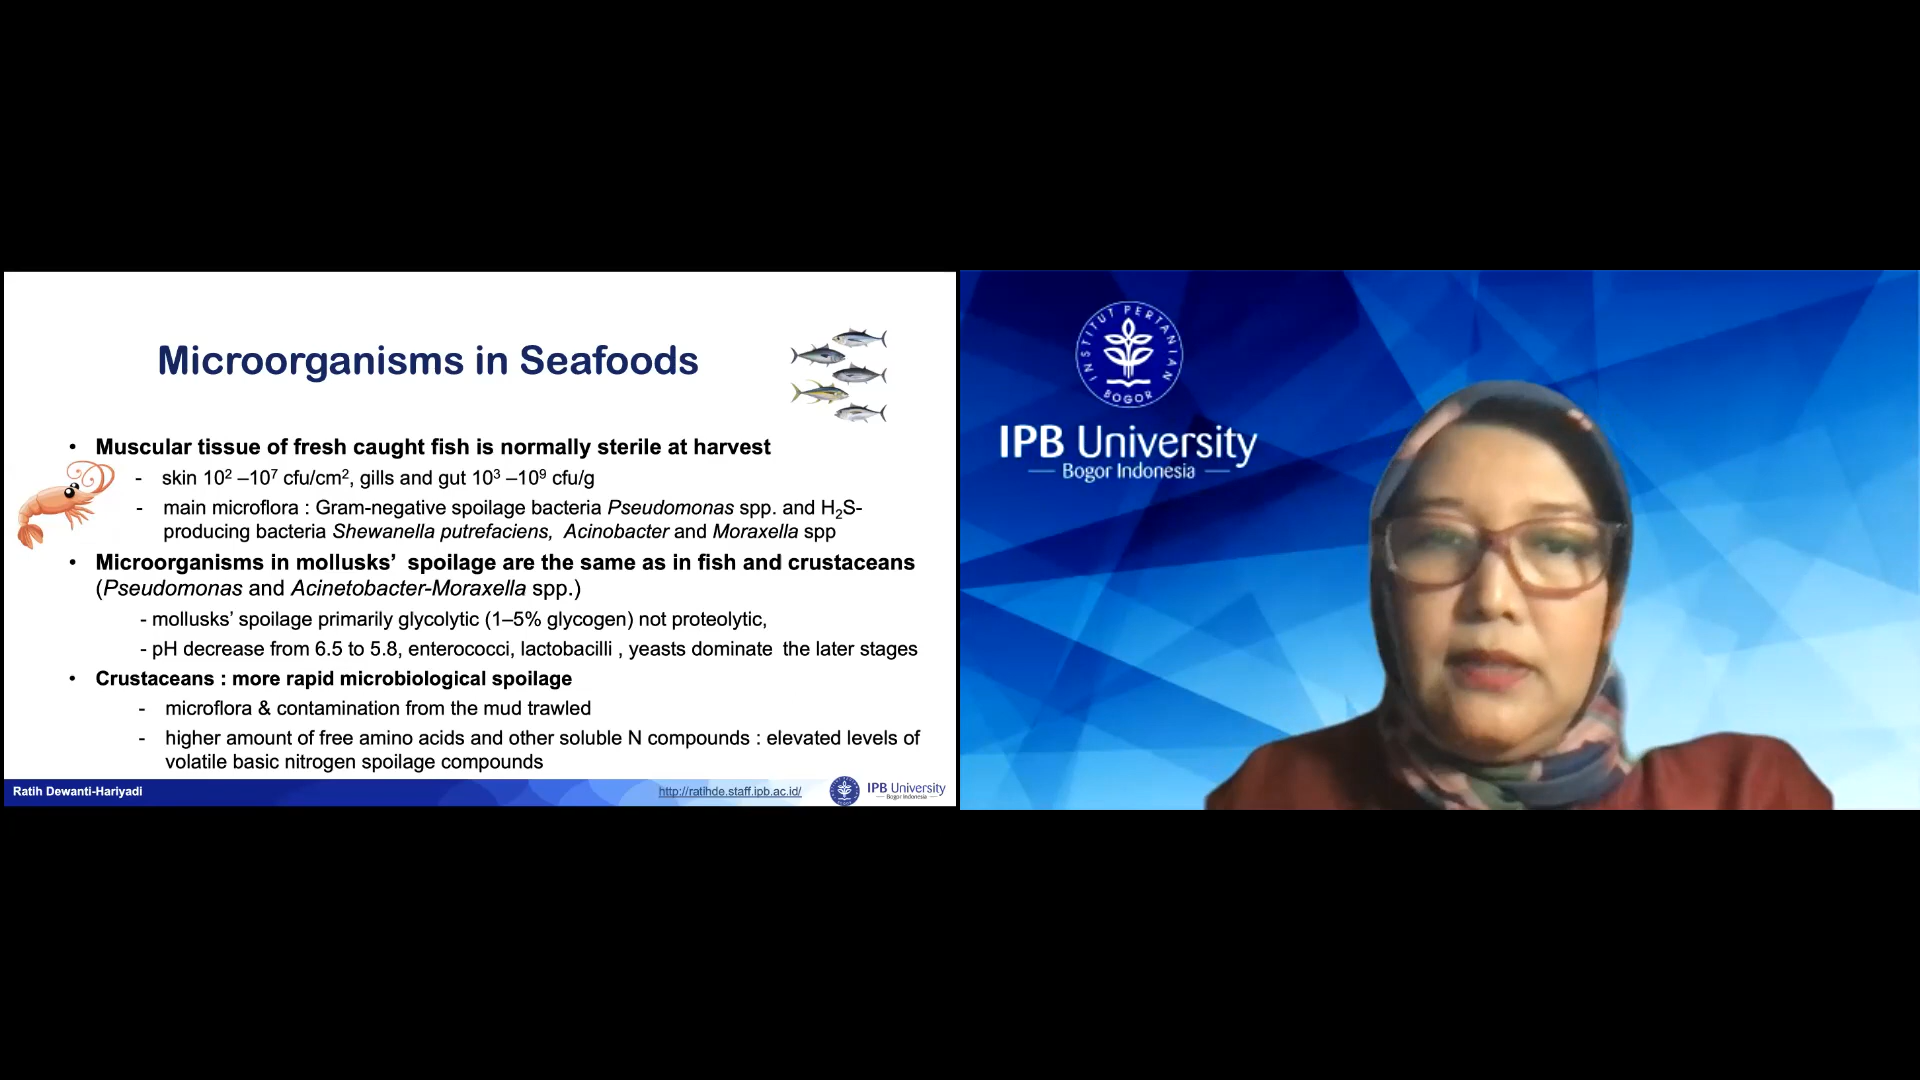 Microorganisms in Seafoods
• Muscular tissue of fresh caught fish is normally sterile at harvest
- skin 10² –10⁷ cfu/cm², gills and gut 10³ –10⁹ cfu/g
- main microflora : Gram-negative spoilage bacteria Pseudomonas spp. and H₂S-
producing bacteria Shewanella putrefaciens, Acinobacter and Moraxella spp
• Microorganisms in mollusks’ spoilage are the same as in fish and crustaceans
(Pseudomonas and Acinetobacter-Moraxella spp.)
- mollusks’ spoilage primarily glycolytic (1–5% glycogen) not proteolytic,
- pH decrease from 6.5 to 5.8, enterococci, lactobacilli , yeasts dominate the later stages
• Crustaceans : more rapid microbiological spoilage
- microflora & contamination from the mud trawled
- higher amount of free amino acids and other soluble N compounds : elevated levels of
volatile basic nitrogen spoilage compounds
Ratih Dewanti-Hariyadi
http://ratihde.staff.ipb.ac.id/
IPB University
Bogor Indonesia
INSTITUT PERTANIAN
BOGOR
IPB University
Bogor Indonesia